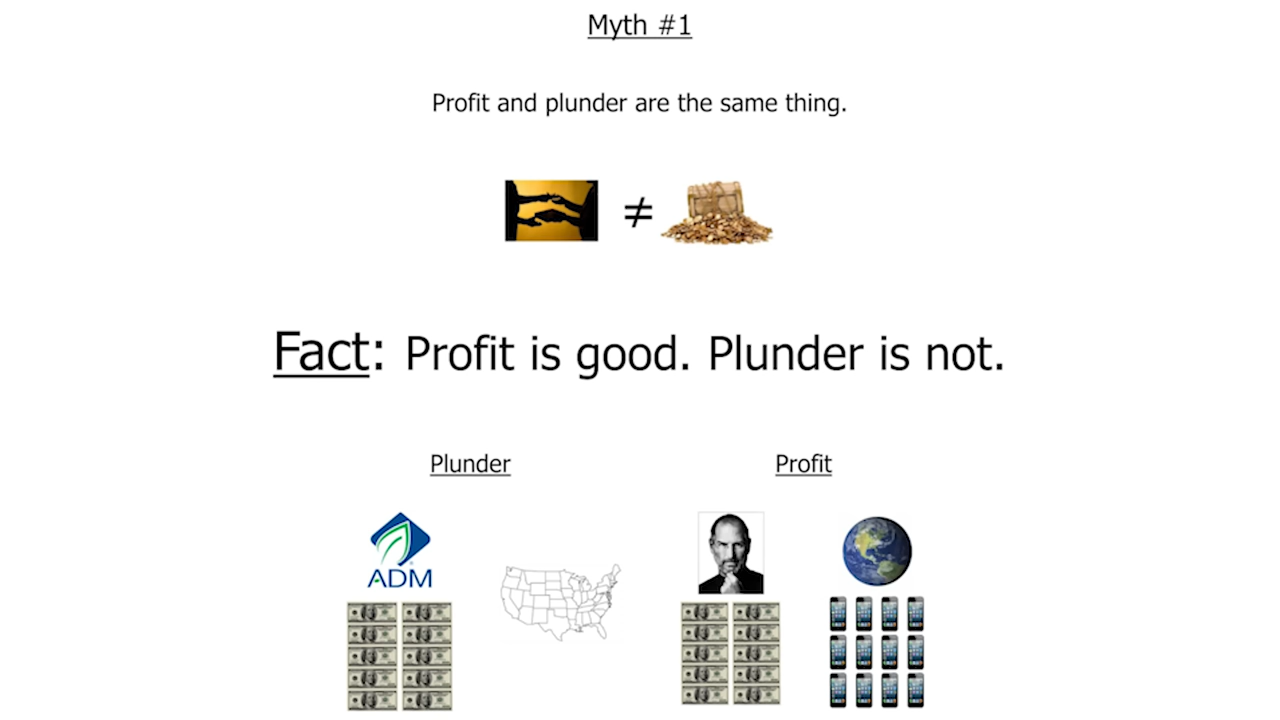 Myth #1
Profit and plunder are the same thing.
≠
Fact: Profit is good. Plunder is not.
Plunder
Profit
ADM